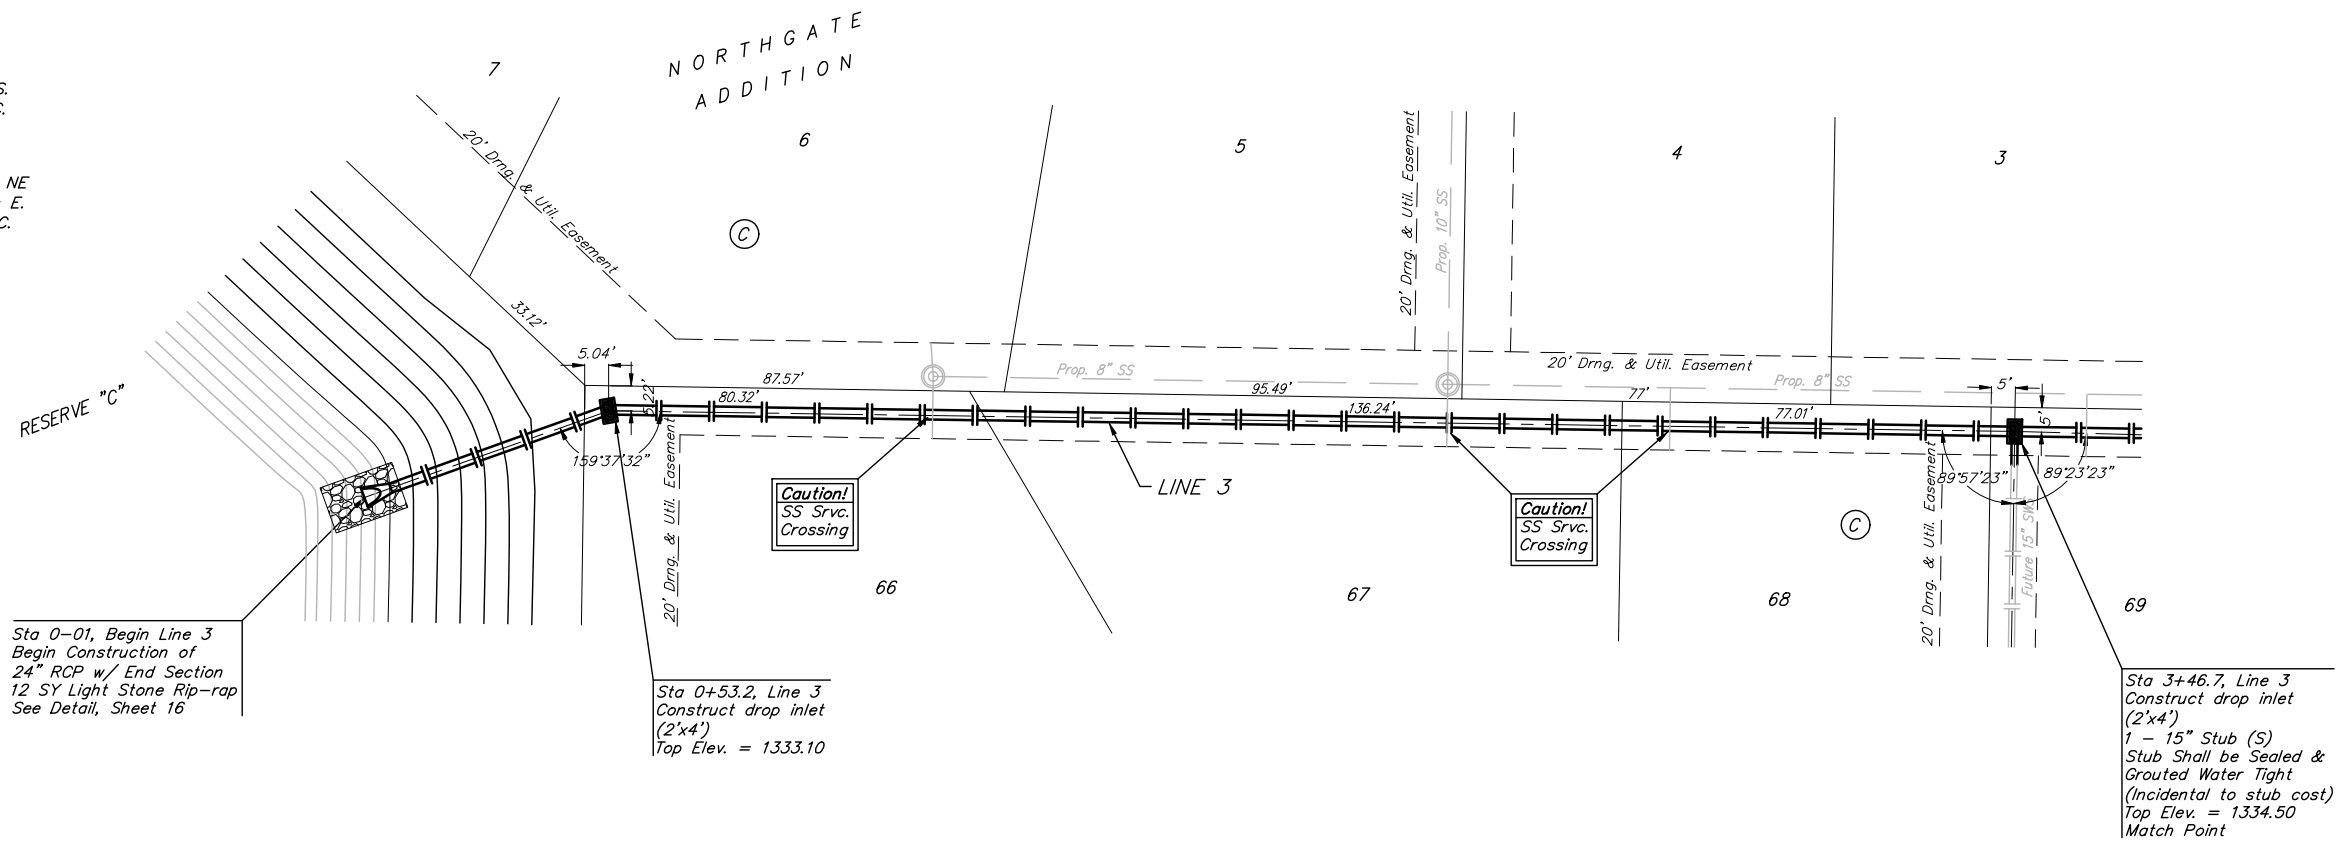 S.
C.
NE
E.
C.
NORTHGATE
ADDITION
7
6
5
4
3
C
20' Drng. & Util. Easement
20' Drng. & Util. Easement
Prop. 10" SS
33.12'
RESERVE "C"
5.04'
5.22'
87.57'
80.32'
Prop. 8" SS
95.49'
136.24'
20' Drng. & Util. Easement
Prop. 8" SS
77'
77.01'
5'
5'
159°37'32"
20' Drng. & Util. Easement
Caution!
SS Srvc.
Crossing
LINE 3
Caution!
SS Srvc.
Crossing
C
20' Drng. & Util. Easement
89°57'23"
89°23'23"
Future 15"
66
67
68
69
Sta 0-01, Begin Line 3
Begin Construction of
24" RCP w/ End Section
12 SY Light Stone Rip-rap
See Detail, Sheet 16
Sta 0+53.2, Line 3
Construct drop inlet
(2'x4')
Top Elev. = 1333.10
Sta 3+46.7, Line 3
Construct drop inlet
(2'x4')
1 - 15" Stub (S)
Stub Shall be Sealed &
Grouted Water Tight
(Incidental to stub cost)
Top Elev. = 1334.50
Match Point